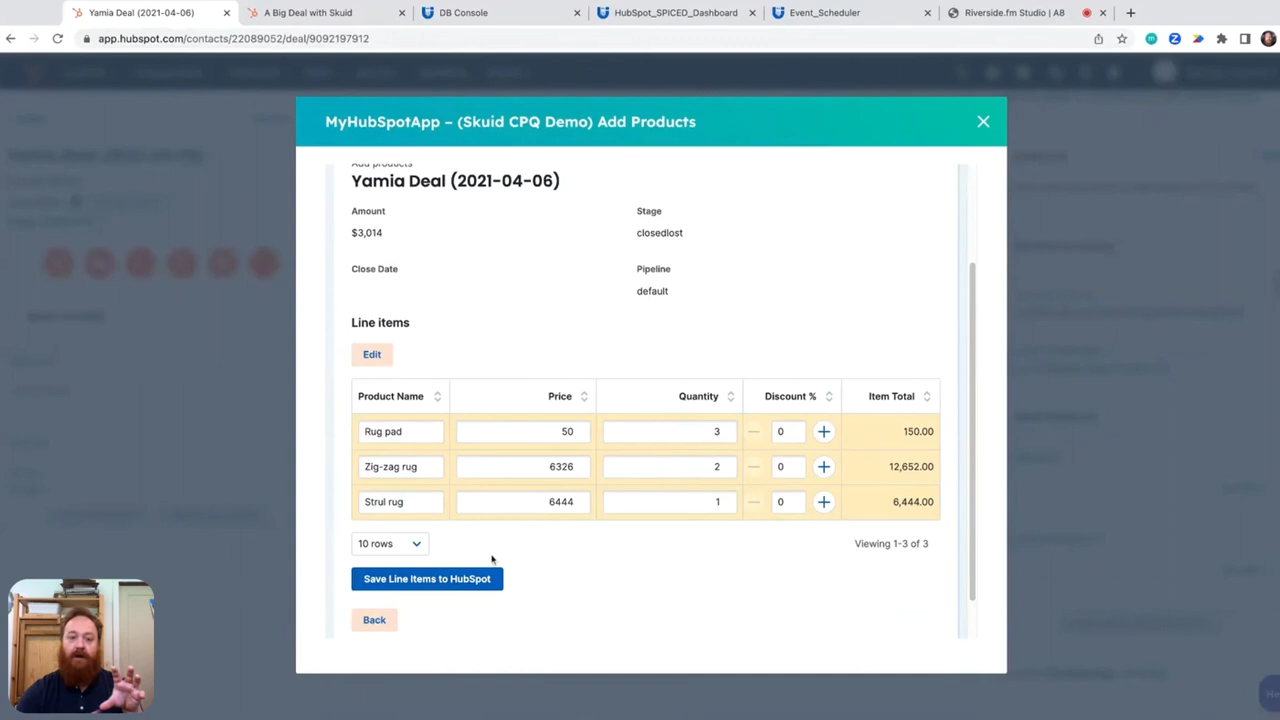 Yamia Deal (2021-04-06)
A Big Deal with Skuid
DB Console
HubSpot_SPICED_Dashboard
Event_Scheduler
Riverside.fm Studio | A8
app.hubspot.com/contacts/22089052/deal/9092197912
MyHubSpotApp – (Skuid CPQ Demo) Add Products
Add products
Yamia Deal (2021-04-06)
Amount
Stage
$3,014
closedlost
Close Date
Pipeline
default
Line items
Edit
Product Name Price Quantity Discount % Item Total
Rug pad 50 3 0 150.00
Zig-zag rug 6326 2 0 12,652.00
Strul rug 6444 1 0 6,444.00
10 rows
Viewing 1-3 of 3
Save Line Items to HubSpot
Back